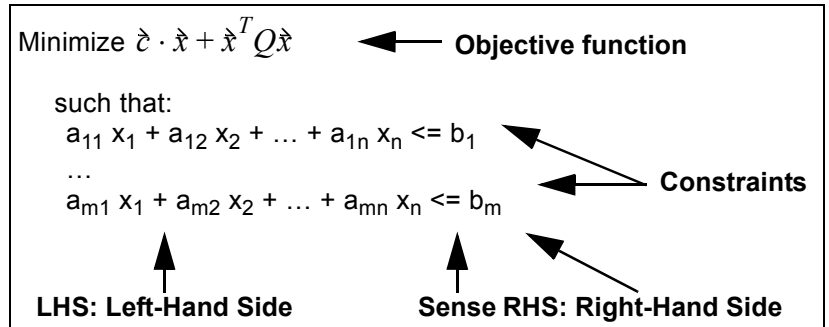 Minimize c⃗ · x⃗ + x⃗ᵀQx⃗ Objective function
such that:
a₁₁ x₁ + a₁₂ x₂ + … + a₁ₙ xₙ <= b₁
…
Constraints
aₘ₁ x₁ + aₘ₂ x₂ + … + aₘₙ xₙ <= bₘ
LHS: Left-Hand Side Sense RHS: Right-Hand Side